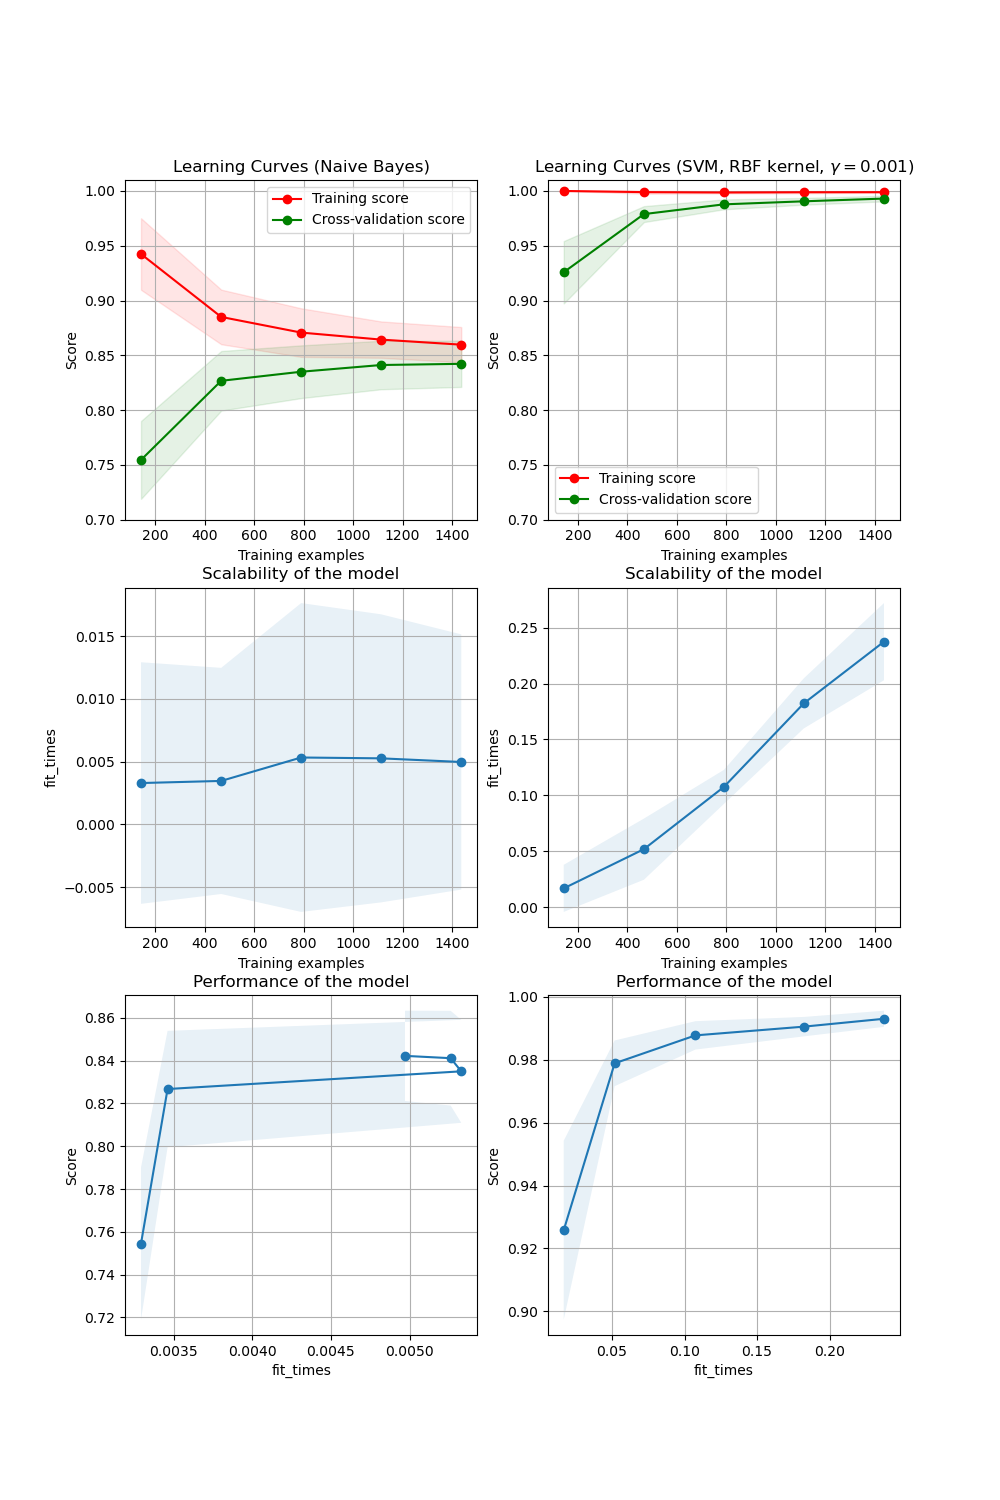 Learning Curves (Naive Bayes)
1.00
0.95
0.90
0.85
0.80
0.75
0.70
Score
Training score
Cross-validation score
200 400 600 800 1000 1200 1400
Training examples
Learning Curves (SVM, RBF kernel, γ = 0.001)
1.00
0.95
0.90
0.85
0.80
0.75
0.70
Score
Training score
Cross-validation score
200 400 600 800 1000 1200 1400
Training examples
Scalability of the model
0.015
0.010
0.005
0.000
−0.005
fit_times
200 400 600 800 1000 1200 1400
Training examples
Scalability of the model
0.25
0.20
0.15
0.10
0.05
0.00
fit_times
200 400 600 800 1000 1200 1400
Training examples
Performance of the model
0.86
0.84
0.82
0.80
0.78
0.76
0.74
0.72
Score
0.0035 0.0040 0.0045 0.0050
fit_times
Performance of the model
1.00
0.98
0.96
0.94
0.92
0.90
Score
0.05 0.10 0.15 0.20
fit_times